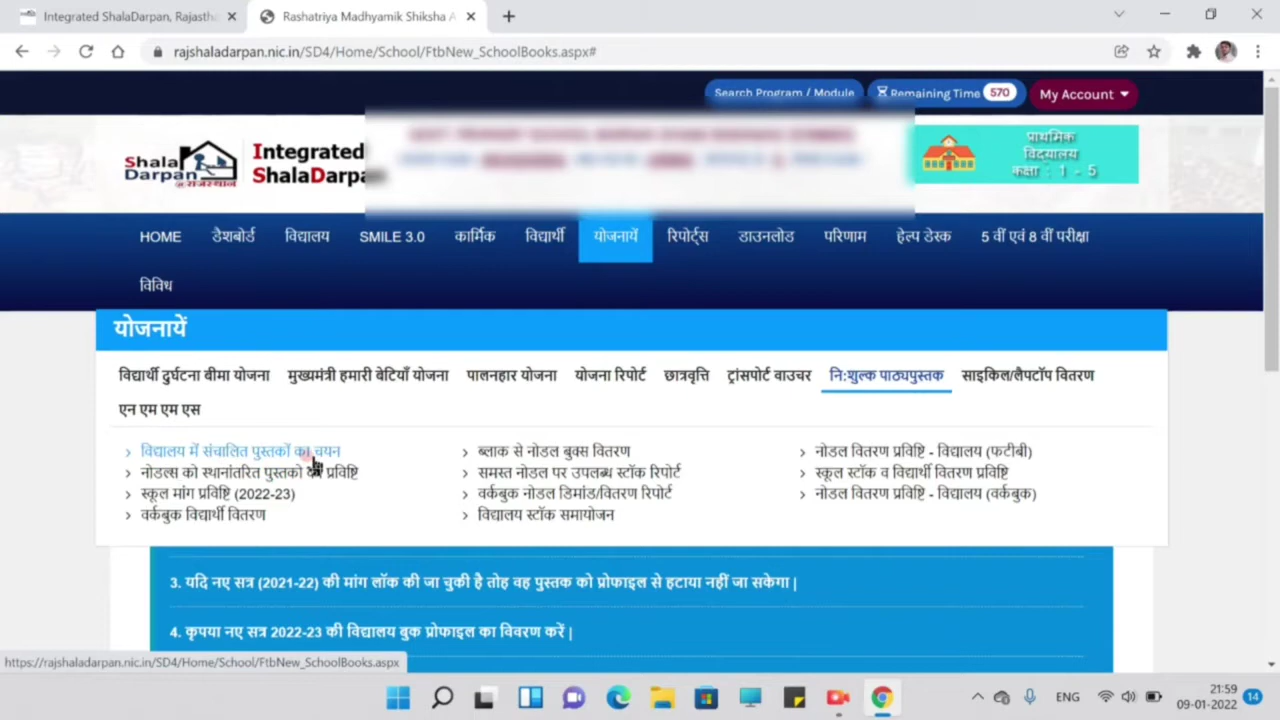 Integrated ShalaDarpan, Rajasth
Rashatriya Madhyamik Shiksha A
rajshaladarpan.nic.in/SD4/Home/School/FtbNew_SchoolBooks.aspx#
Search Program / Module
Remaining Time 570
My Account
Shala Darpan @राजस्थान
Integrated
ShalaDarpa
प्राथमिक
विद्यालय
कक्षा : 1 - 5
HOME डैशबोर्ड विद्यालय SMILE 3.0 कार्मिक विद्यार्थी योजनायें रिपोर्ट्स डाउनलोड परिणाम हेल्प डेस्क 5 वीं एवं 8 वीं परीक्षा
विविध
योजनायें
विद्यार्थी दुर्घटना बीमा योजना मुख्यमंत्री हमारी बेटियाँ योजना पालनहार योजना योजना रिपोर्ट छात्रवृत्ति ट्रांसपोर्ट वाउचर नि:शुल्क पाठ्यपुस्तक साइकिल/लैपटॉप वितरण
एन एम एम एस
विद्यालय में संचालित पुस्तकों का चयन ब्लाक से नोडल बुक्स वितरण नोडल वितरण प्रविष्टि - विद्यालय (फटीबी)
नोडल्स को स्थानांतरित पुस्तको की प्रविष्टि समस्त नोडल पर उपलब्ध स्टॉक रिपोर्ट स्कूल स्टॉक व विद्यार्थी वितरण प्रविष्टि
स्कूल मांग प्रविष्टि (2022-23) वर्कबुक नोडल डिमांड/वितरण रिपोर्ट नोडल वितरण प्रविष्टि - विद्यालय (वर्कबुक)
वर्कबुक विद्यार्थी वितरण विद्यालय स्टॉक समायोजन
3. यदि नए सत्र (2021-22) की मांग लॉक की जा चुकी है तोह वह पुस्तक को प्रोफाइल से हटाया नहीं जा सकेगा |
4. कृपया नए सत्र 2022-23 की विद्यालय बुक प्रोफाइल का विवरण करें |
https://rajshaladarpan.nic.in/SD4/Home/School/FtbNew_SchoolBooks.aspx
ENG
21:59
09-01-2022
14